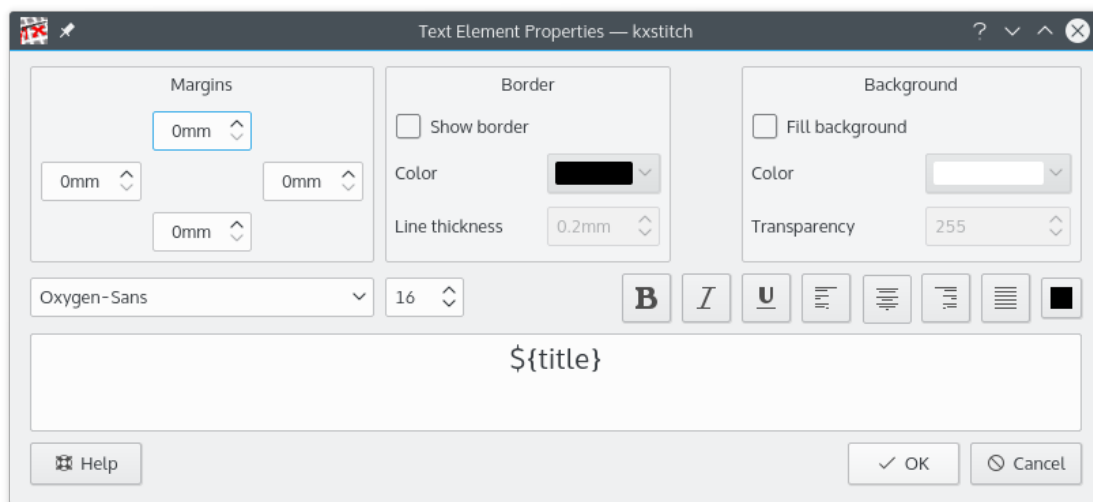 Text Element Properties — kxstitch
Margins
0mm
0mm
0mm
0mm
Border
Show border
Color
Line thickness
0.2mm
Background
Fill background
Color
Transparency
255
Oxygen-Sans
16
B
I
U
${title}
Help
OK
Cancel